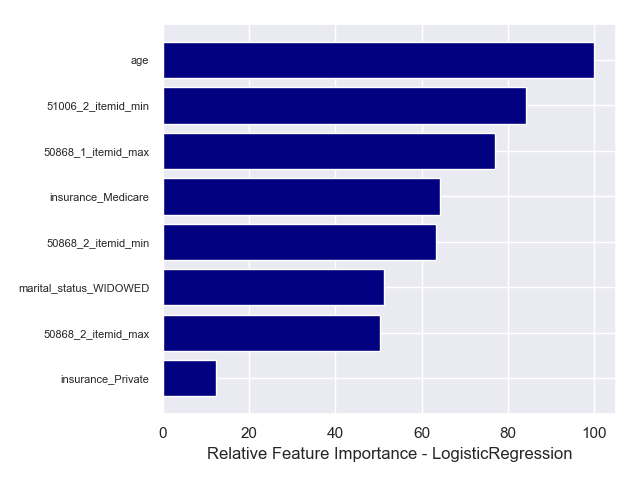 age
51006_2_itemid_min
50868_1_itemid_max
insurance_Medicare
50868_2_itemid_min
marital_status_WIDOWED
50868_2_itemid_max
insurance_Private
0 20 40 60 80 100
Relative Feature Importance - LogisticRegression